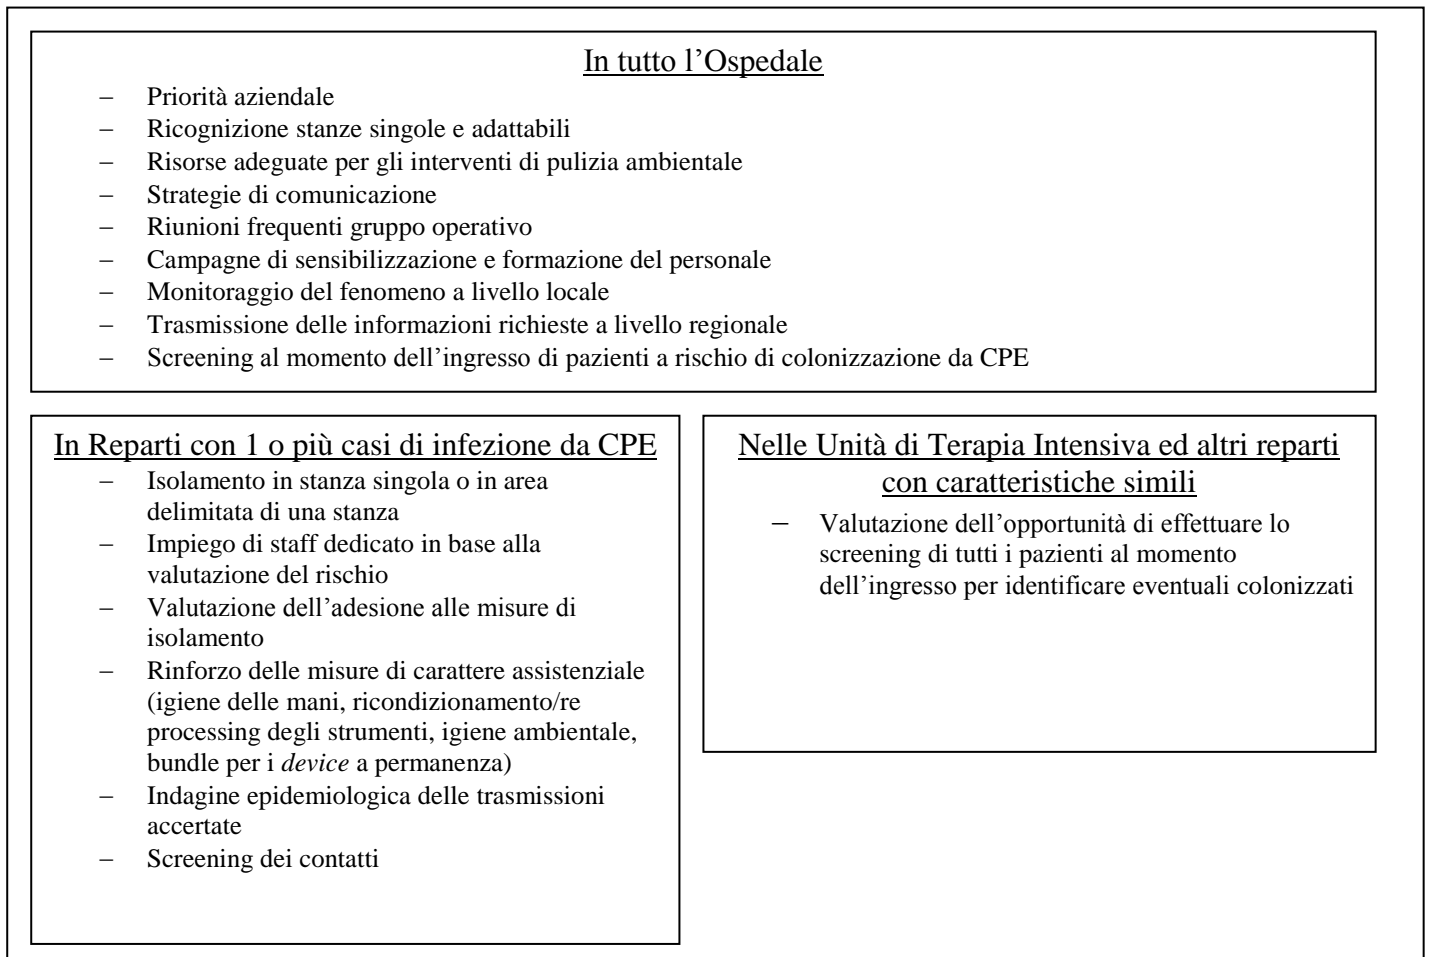 In tutto l’Ospedale
– Priorità aziendale
– Ricognizione stanze singole e adattabili
– Risorse adeguate per gli interventi di pulizia ambientale
– Strategie di comunicazione
– Riunioni frequenti gruppo operativo
– Campagne di sensibilizzazione e formazione del personale
– Monitoraggio del fenomeno a livello locale
– Trasmissione delle informazioni richieste a livello regionale
– Screening al momento dell’ingresso di pazienti a rischio di colonizzazione da CPE
In Reparti con 1 o più casi di infezione da CPE
– Isolamento in stanza singola o in area
delimitata di una stanza
– Impiego di staff dedicato in base alla
valutazione del rischio
– Valutazione dell’adesione alle misure di
isolamento
– Rinforzo delle misure di carattere assistenziale
(igiene delle mani, ricondizionamento/re
processing degli strumenti, igiene ambientale,
bundle per i device a permanenza)
– Indagine epidemiologica delle trasmissioni
accertate
– Screening dei contatti
Nelle Unità di Terapia Intensiva ed altri reparti
con caratteristiche simili
– Valutazione dell’opportunità di effettuare lo
screening di tutti i pazienti al momento
dell’ingresso per identificare eventuali colonizzati